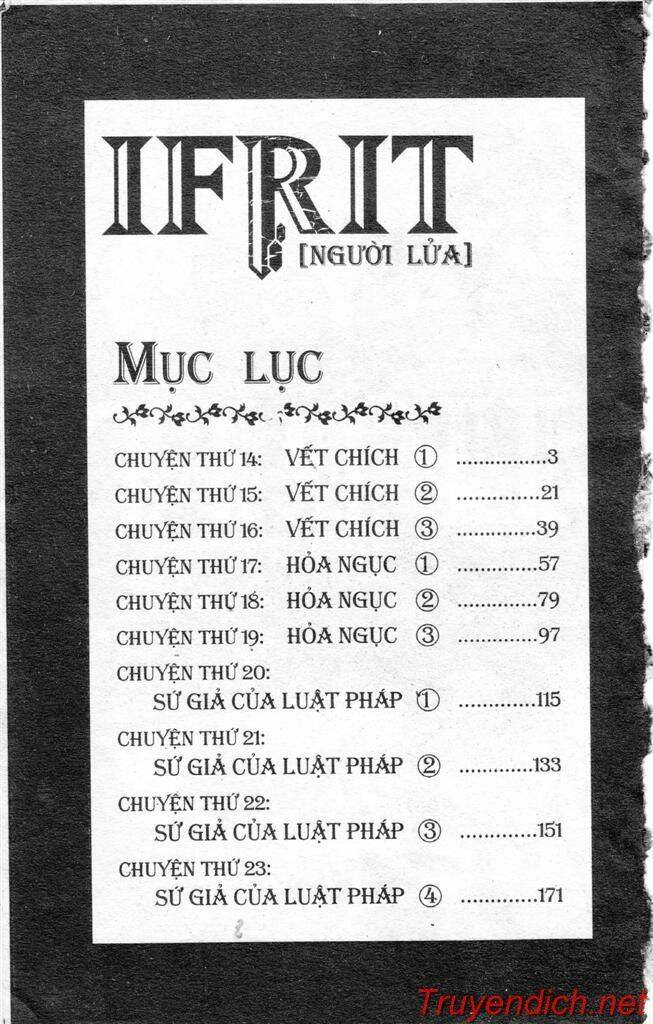 IFRIT
[NGƯỜI LỬA]
MỤC LỤC
CHUYỆN THỨ 14: VẾT CHÍCH ① ...............3
CHUYỆN THỨ 15: VẾT CHÍCH ② ..............21
CHUYỆN THỨ 16: VẾT CHÍCH ③ .............39
CHUYỆN THỨ 17: HỎA NGỤC ① .............57
CHUYỆN THỨ 18: HỎA NGỤC ② .............79
CHUYỆN THỨ 19: HỎA NGỤC ③ .............97
CHUYỆN THỨ 20:
SỨ GIẢ CỦA LUẬT PHÁP ① .............115
CHUYỆN THỨ 21:
SỨ GIẢ CỦA LUẬT PHÁP ② ............133
CHUYỆN THỨ 22:
SỨ GIẢ CỦA LUẬT PHÁP ③ .............151
CHUYỆN THỨ 23:
SỨ GIẢ CỦA LUẬT PHÁP ④ .............171
Truyendich.net